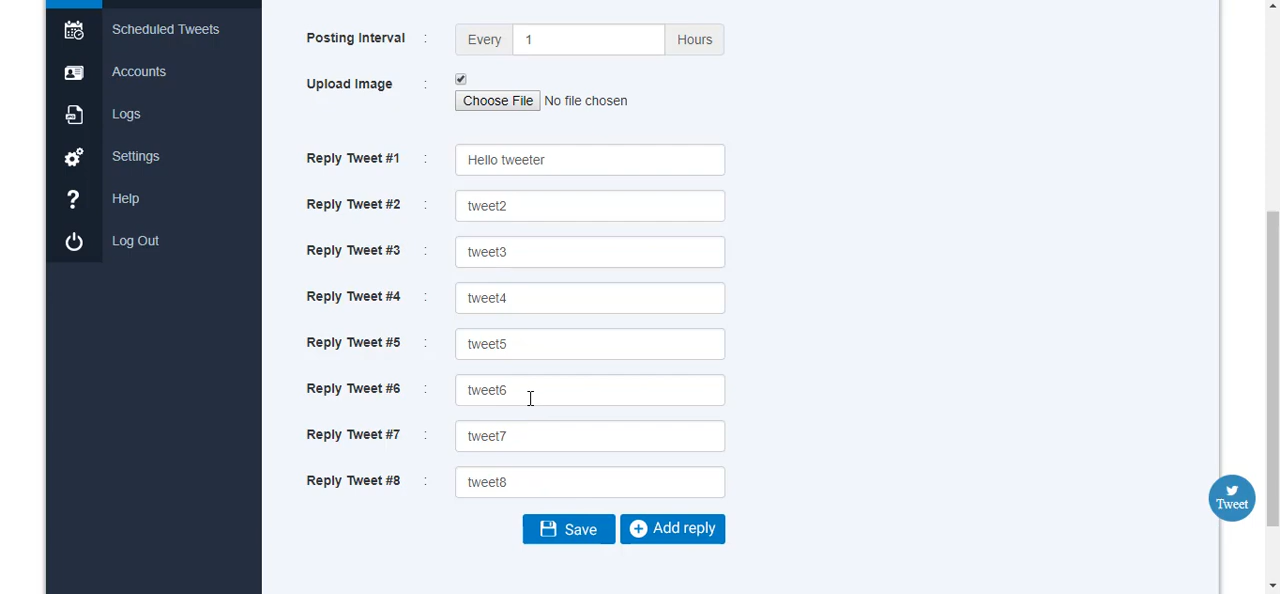 Scheduled Tweets
Accounts
Logs
Settings
?
Help
Log Out
Posting Interval : Every 1 Hours
Upload Image :
Choose File No file chosen
Reply Tweet #1 : Hello tweeter
Reply Tweet #2 : tweet2
Reply Tweet #3 : tweet3
Reply Tweet #4 : tweet4
Reply Tweet #5 : tweet5
Reply Tweet #6 : tweet6
Reply Tweet #7 : tweet7
Reply Tweet #8 : tweet8
Save Add reply
Tweet